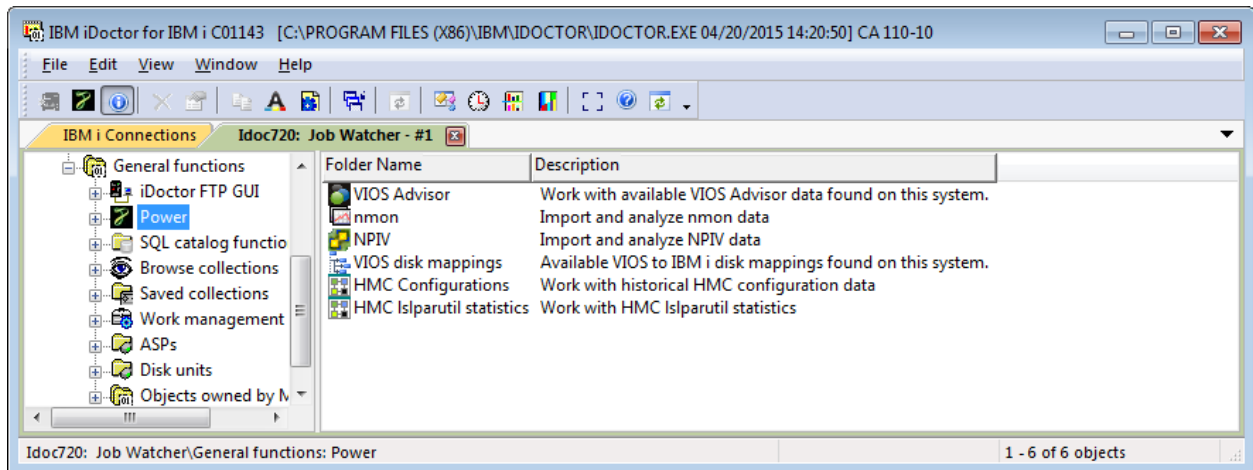 IBM iDoctor for IBM i C01143 [C:\PROGRAM FILES (X86)\IBM\IDOCTOR\IDOCTOR.EXE 04/20/2015 14:20:50] CA 110-10
File Edit View Window Help
IBM i Connections Idoc720: Job Watcher - #1
General functions
iDoctor FTP GUI
Power
SQL catalog functio
Browse collections
Saved collections
Work management
ASPs
Disk units
Objects owned by M
Folder Name Description
VIOS Advisor Work with available VIOS Advisor data found on this system.
nmon Import and analyze nmon data
NPIV Import and analyze NPIV data
VIOS disk mappings Available VIOS to IBM i disk mappings found on this system.
HMC Configurations Work with historical HMC configuration data
HMC lslparutil statistics Work with HMC lslparutil statistics
Idoc720: Job Watcher\General functions: Power 1 - 6 of 6 objects